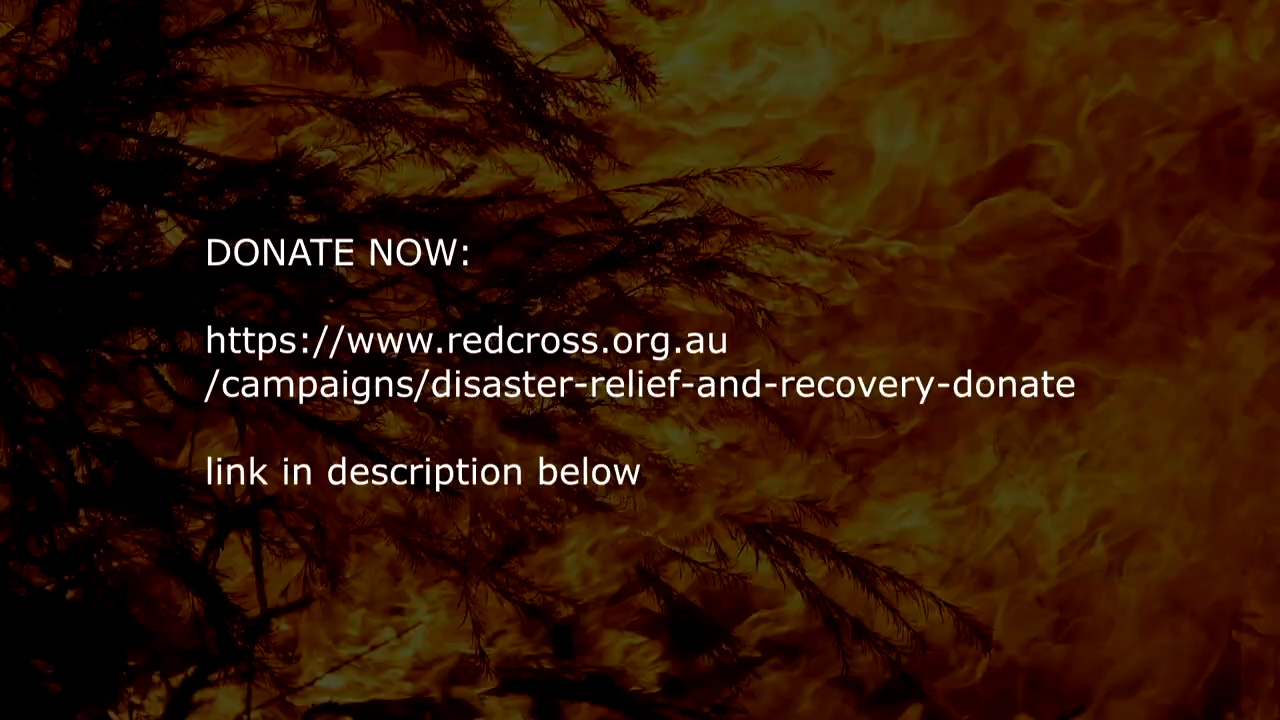 DONATE NOW:
https://www.redcross.org.au
/campaigns/disaster-relief-and-recovery-donate
link in description below